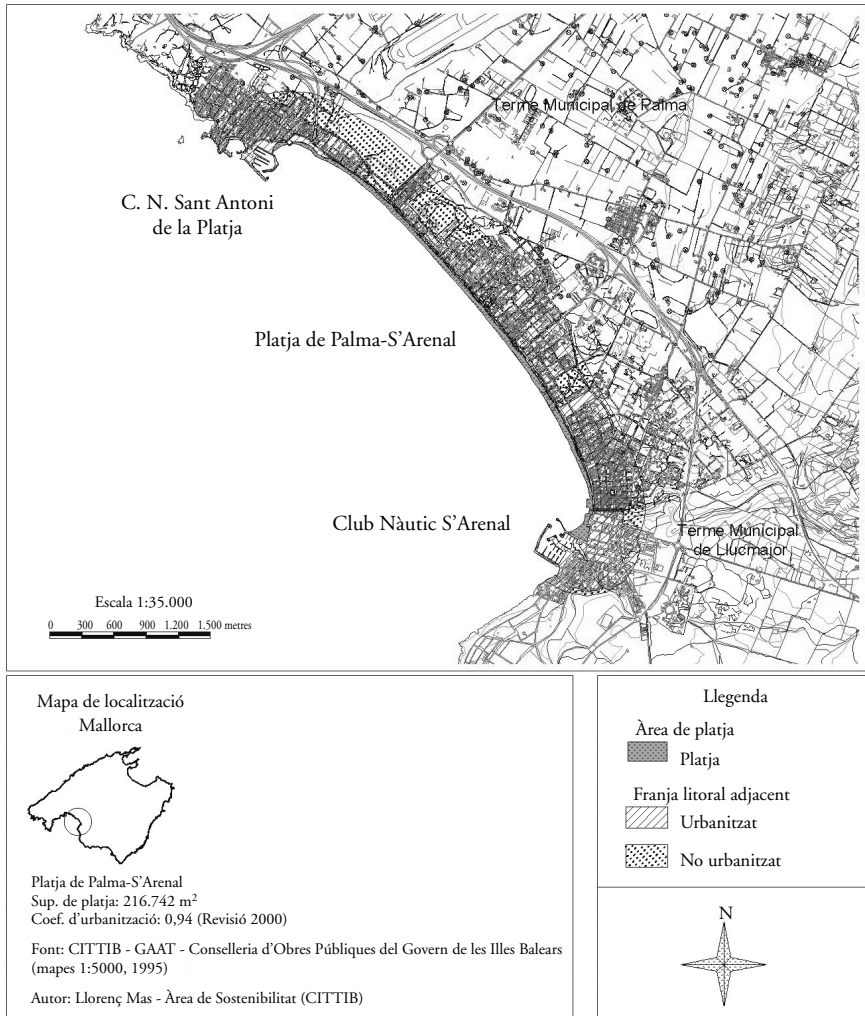 Terme Municipal de Palma
C. N. Sant Antoni
de la Platja
Platja de Palma-S’Arenal
Club Nàutic S’Arenal
Terme Municipal
de Llucmajor
Escala 1:35.000
0 300 600 900 1.200 1.500 metres
Mapa de localització
Mallorca
Platja de Palma-S’Arenal
Sup. de platja: 216.742 m²
Coef. d’urbanització: 0,94 (Revisió 2000)
Font: CITTIB - GAAT - Conselleria d’Obres Públiques del Govern de les Illes Balears
(mapes 1:5000, 1995)
Autor: Llorenç Mas - Àrea de Sostenibilitat (CITTIB)
Llegenda
Àrea de platja
Platja
Franja litoral adjacent
Urbanitzat
No urbanitzat
N